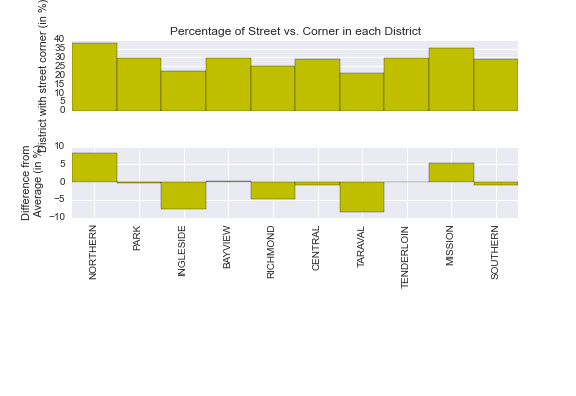 Percentage of Street vs. Corner in each District
District with street corner (in %)
40
35
30
25
20
15
10
5
0
Difference from
Average (in %)
10
5
0
−5
−10
NORTHERN
PARK
INGLESIDE
BAYVIEW
RICHMOND
CENTRAL
TARAVAL
TENDERLOIN
MISSION
SOUTHERN